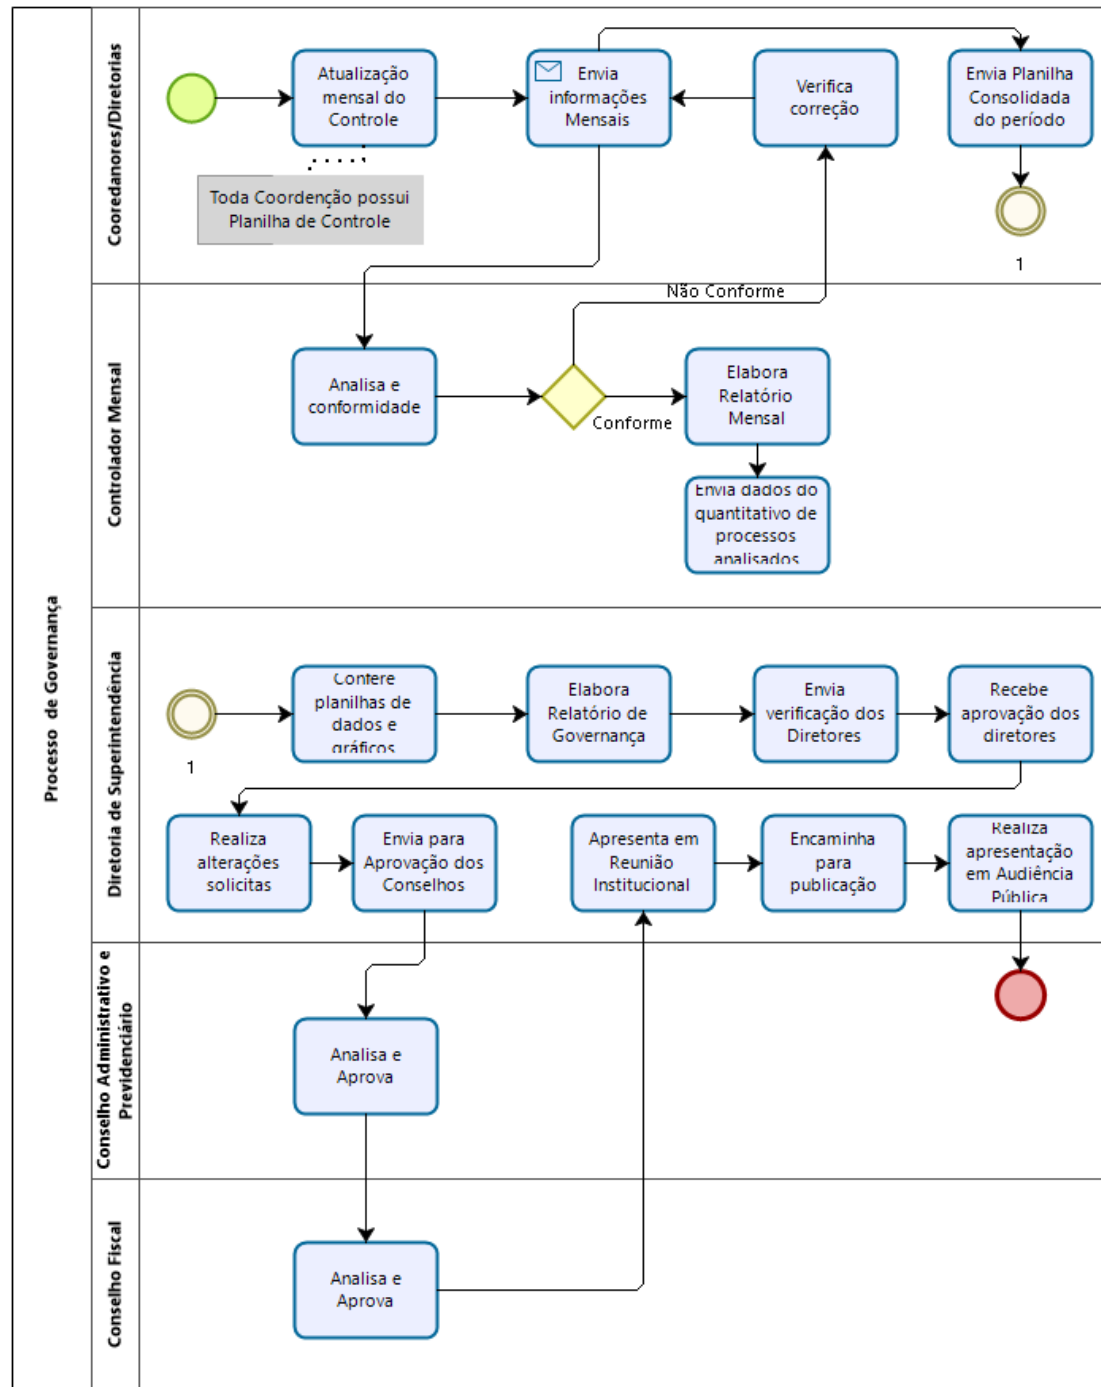 Processo de Governança
Cooredanores/Diretorias
Atualização
mensal do
Controle
Envia
informações
Mensais
Verifica
correção
Envia Planilha
Consolidada
do período
Toda Coordenção possui
Planilha de Controle
1
Controlador Mensal
Não Conforme
Analisa e
conformidade
Conforme
Elabora
Relatório
Mensal
Envia dados do
quantitativo de
processos
analisados
Diretoria de Superintendência
1
Confere
planilhas de
dados e
gráficos
Elabora
Relatório de
Governança
Envia
verificação dos
Diretores
Recebe
aprovação dos
diretores
Realiza
alterações
solicitas
Envia para
Aprovação dos
Conselhos
Apresenta em
Reunião
Institucional
Encaminha
para
publicação
Realiza
apresentação
em Audiência
Pública
Conselho Administrativo e
Previdenciário
Analisa e
Aprova
Conselho Fiscal
Analisa e
Aprova